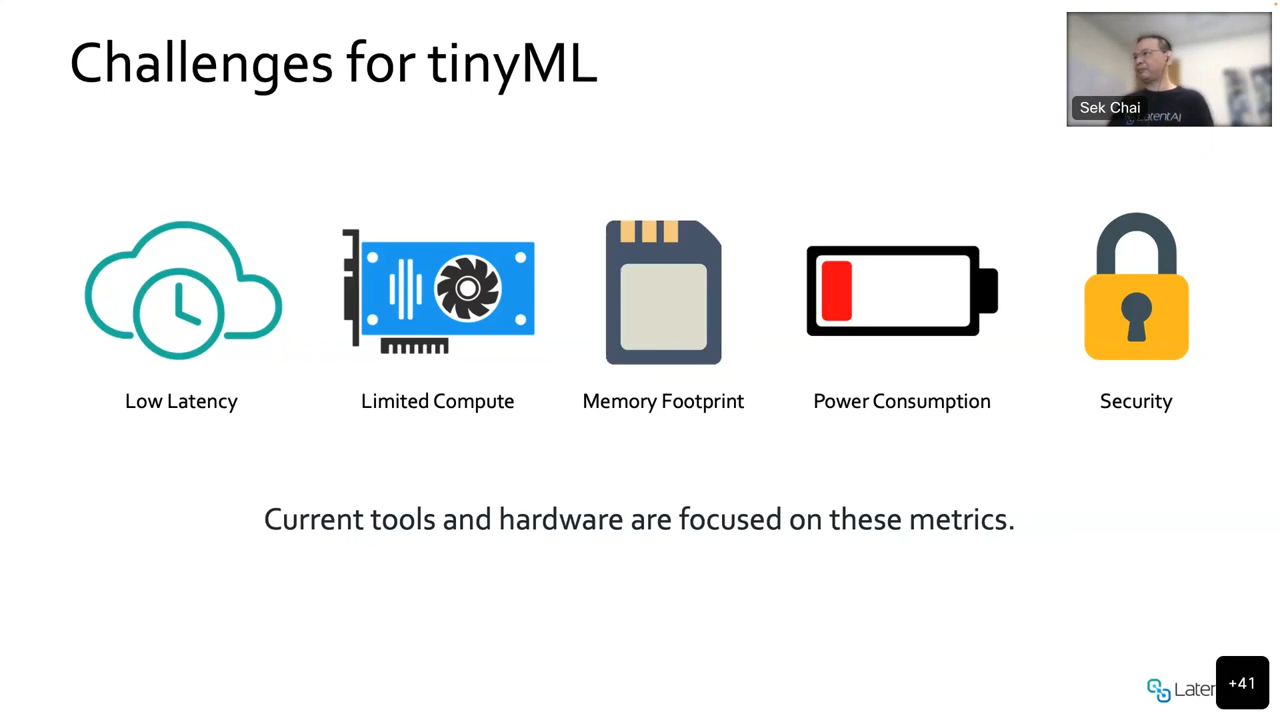 Challenges for tinyML
Sek Chai
LatentAI
Low Latency
Limited Compute
Memory Footprint
Power Consumption
Security
Current tools and hardware are focused on these metrics.
+41